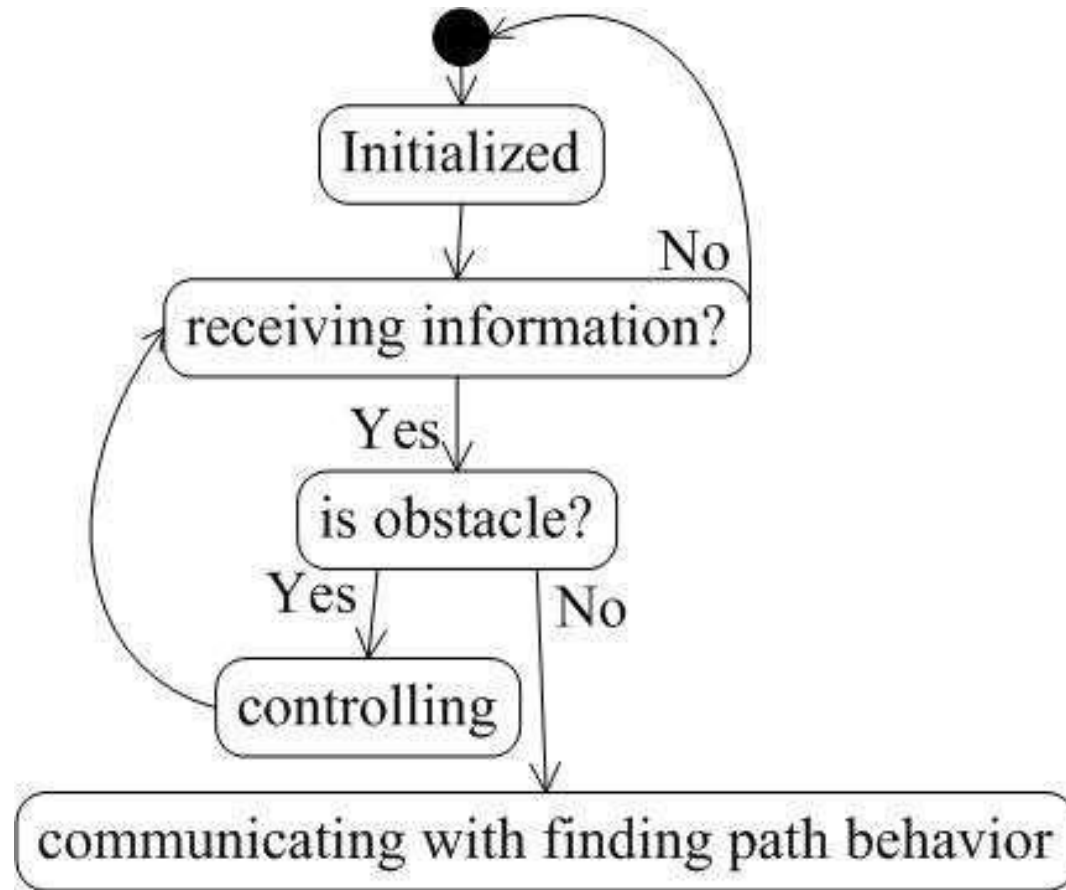 Initialized
No
receiving information?
Yes
is obstacle?
Yes
No
controlling
communicating with finding path behavior